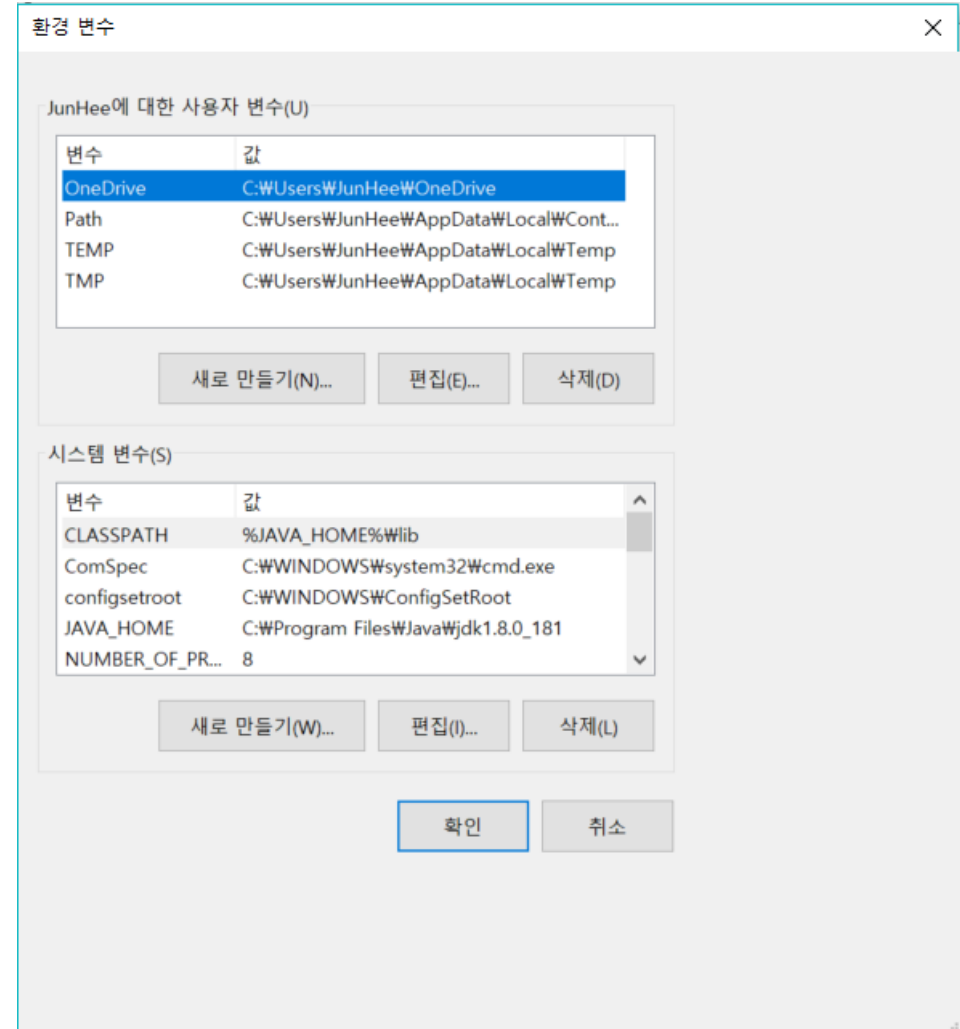 환경 변수
JunHee에 대한 사용자 변수(U)
변수 값
OneDrive C:₩Users₩JunHee₩OneDrive
Path C:₩Users₩JunHee₩AppData₩Local₩Cont...
TEMP C:₩Users₩JunHee₩AppData₩Local₩Temp
TMP C:₩Users₩JunHee₩AppData₩Local₩Temp
새로 만들기(N)... 편집(E)... 삭제(D)
시스템 변수(S)
변수 값
CLASSPATH %JAVA_HOME%₩lib
ComSpec C:₩WINDOWS₩system32₩cmd.exe
configsetroot C:₩WINDOWS₩ConfigSetRoot
JAVA_HOME C:₩Program Files₩Java₩jdk1.8.0_181
NUMBER_OF_PR... 8
새로 만들기(W)... 편집(I)... 삭제(L)
확인 취소